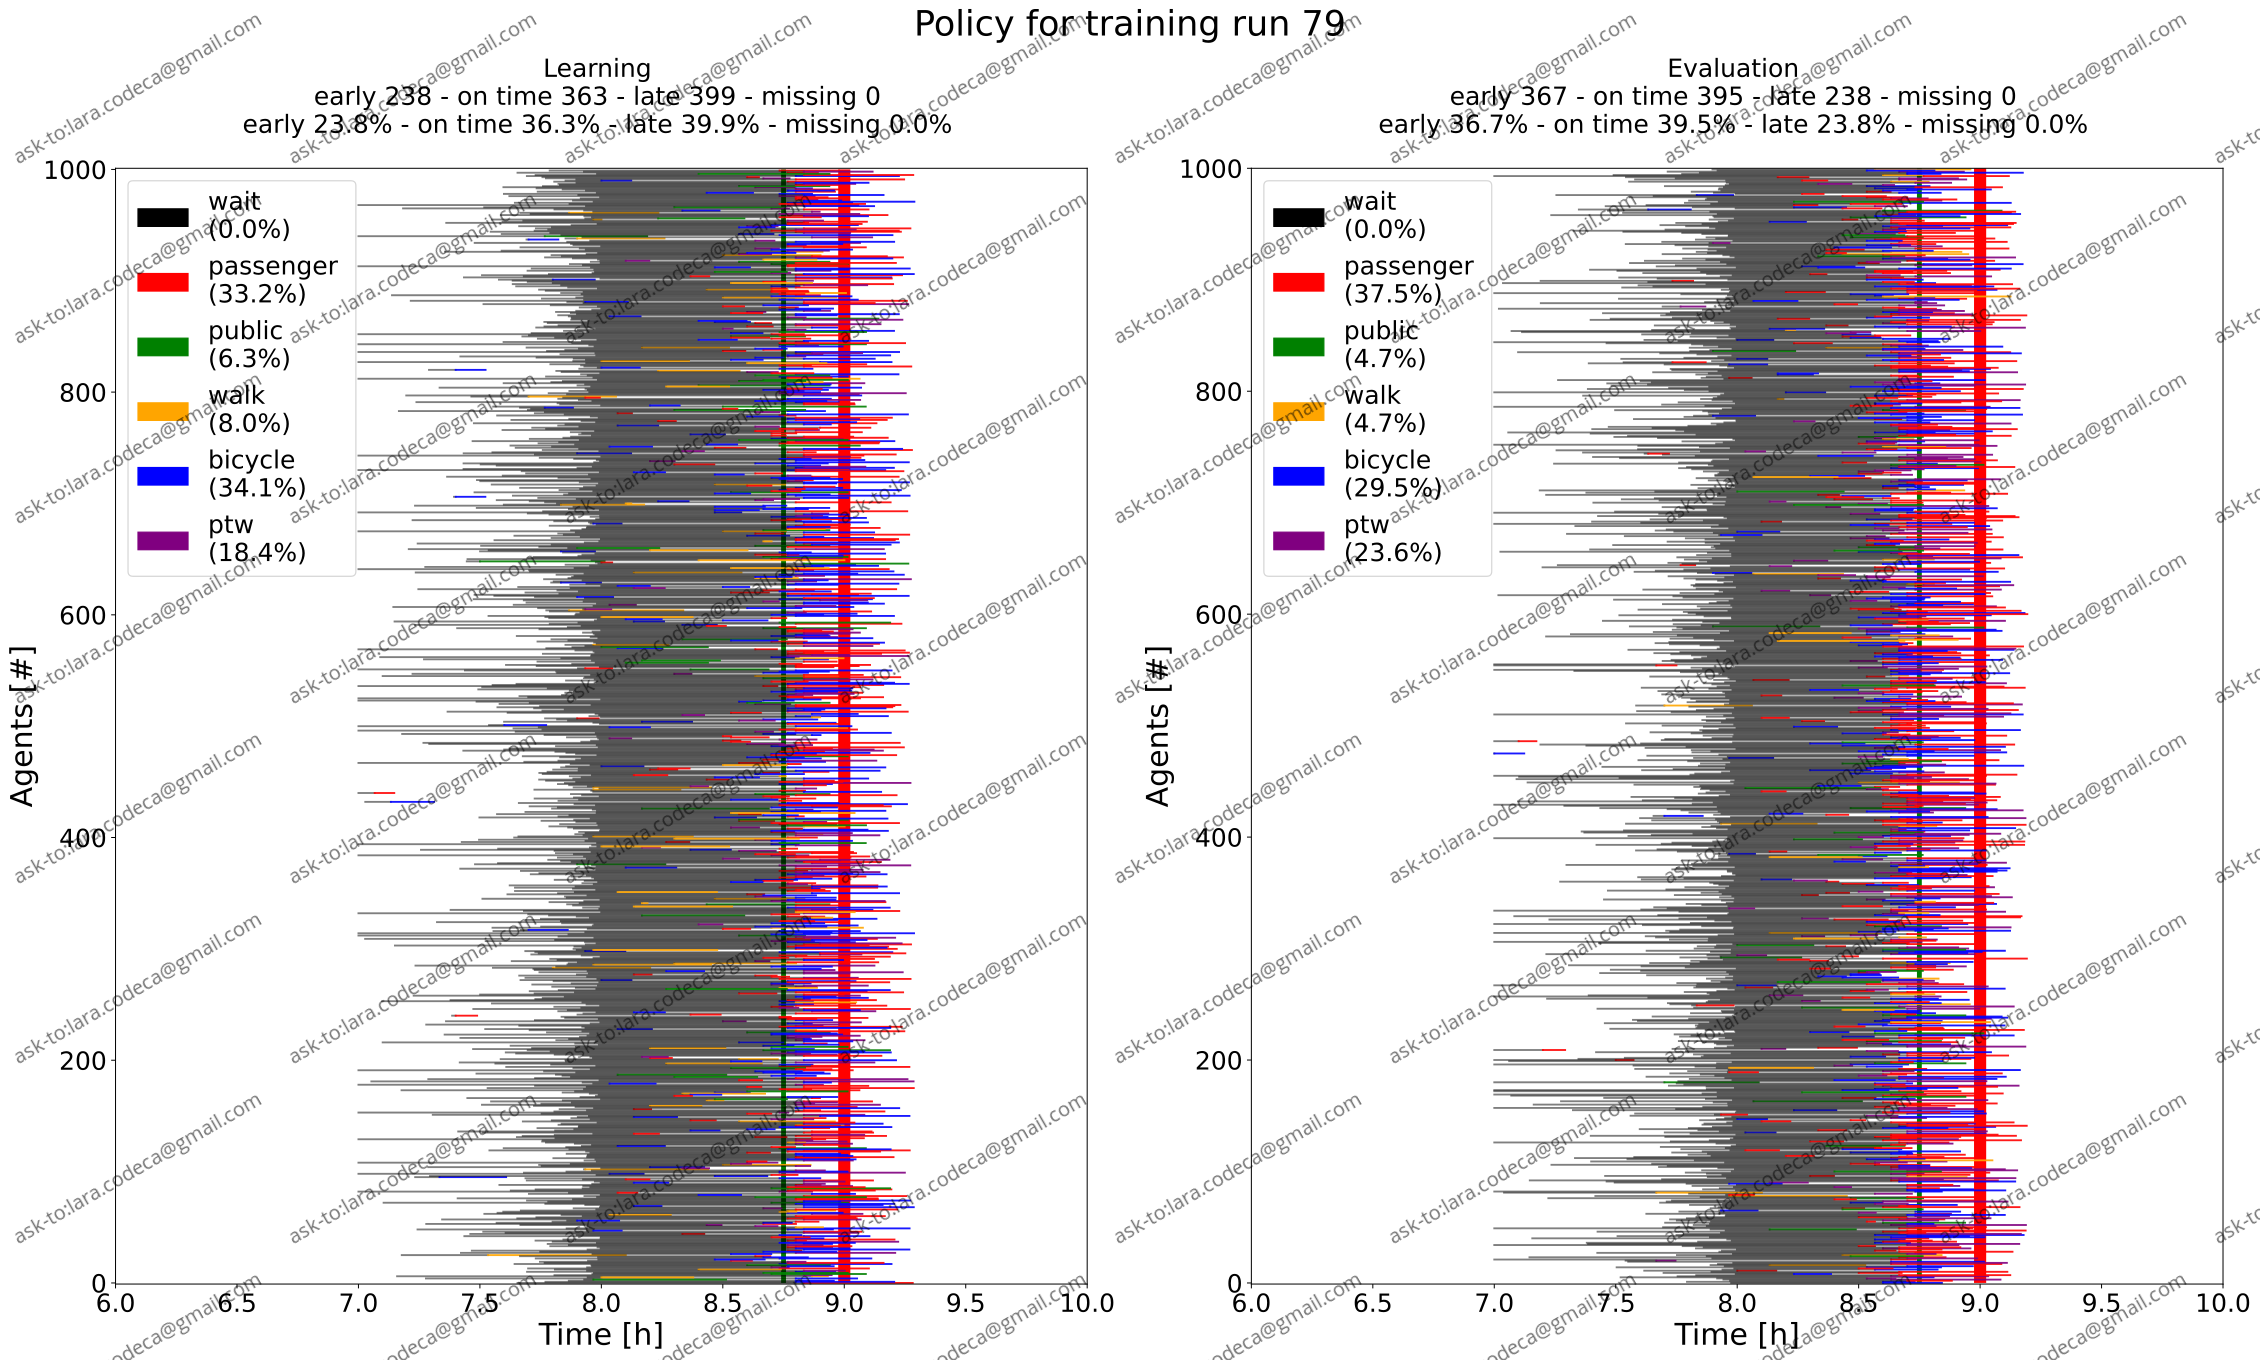 Policy for training run 79
Learning
early 238 - on time 363 - late 399 - missing 0
early 23.8% - on time 36.3% - late 39.9% - missing 0.0%
1000
800
600
400
200
0
Agents [#]
wait
(0.0%)
passenger
(33.2%)
public
(6.3%)
walk
(8.0%)
bicycle
(34.1%)
ptw
(18.4%)
6.0 6.5 7.0 7.5 8.0 8.5 9.0 9.5 10.0
Time [h]
Evaluation
early 367 - on time 395 - late 238 - missing 0
early 36.7% - on time 39.5% - late 23.8% - missing 0.0%
1000
800
600
400
200
0
Agents [#]
wait
(0.0%)
passenger
(37.5%)
public
(4.7%)
walk
(4.7%)
bicycle
(29.5%)
ptw
(23.6%)
6.0 6.5 7.0 7.5 8.0 8.5 9.0 9.5 10.0
Time [h]
ask-to:lara.codeca@gmail.com